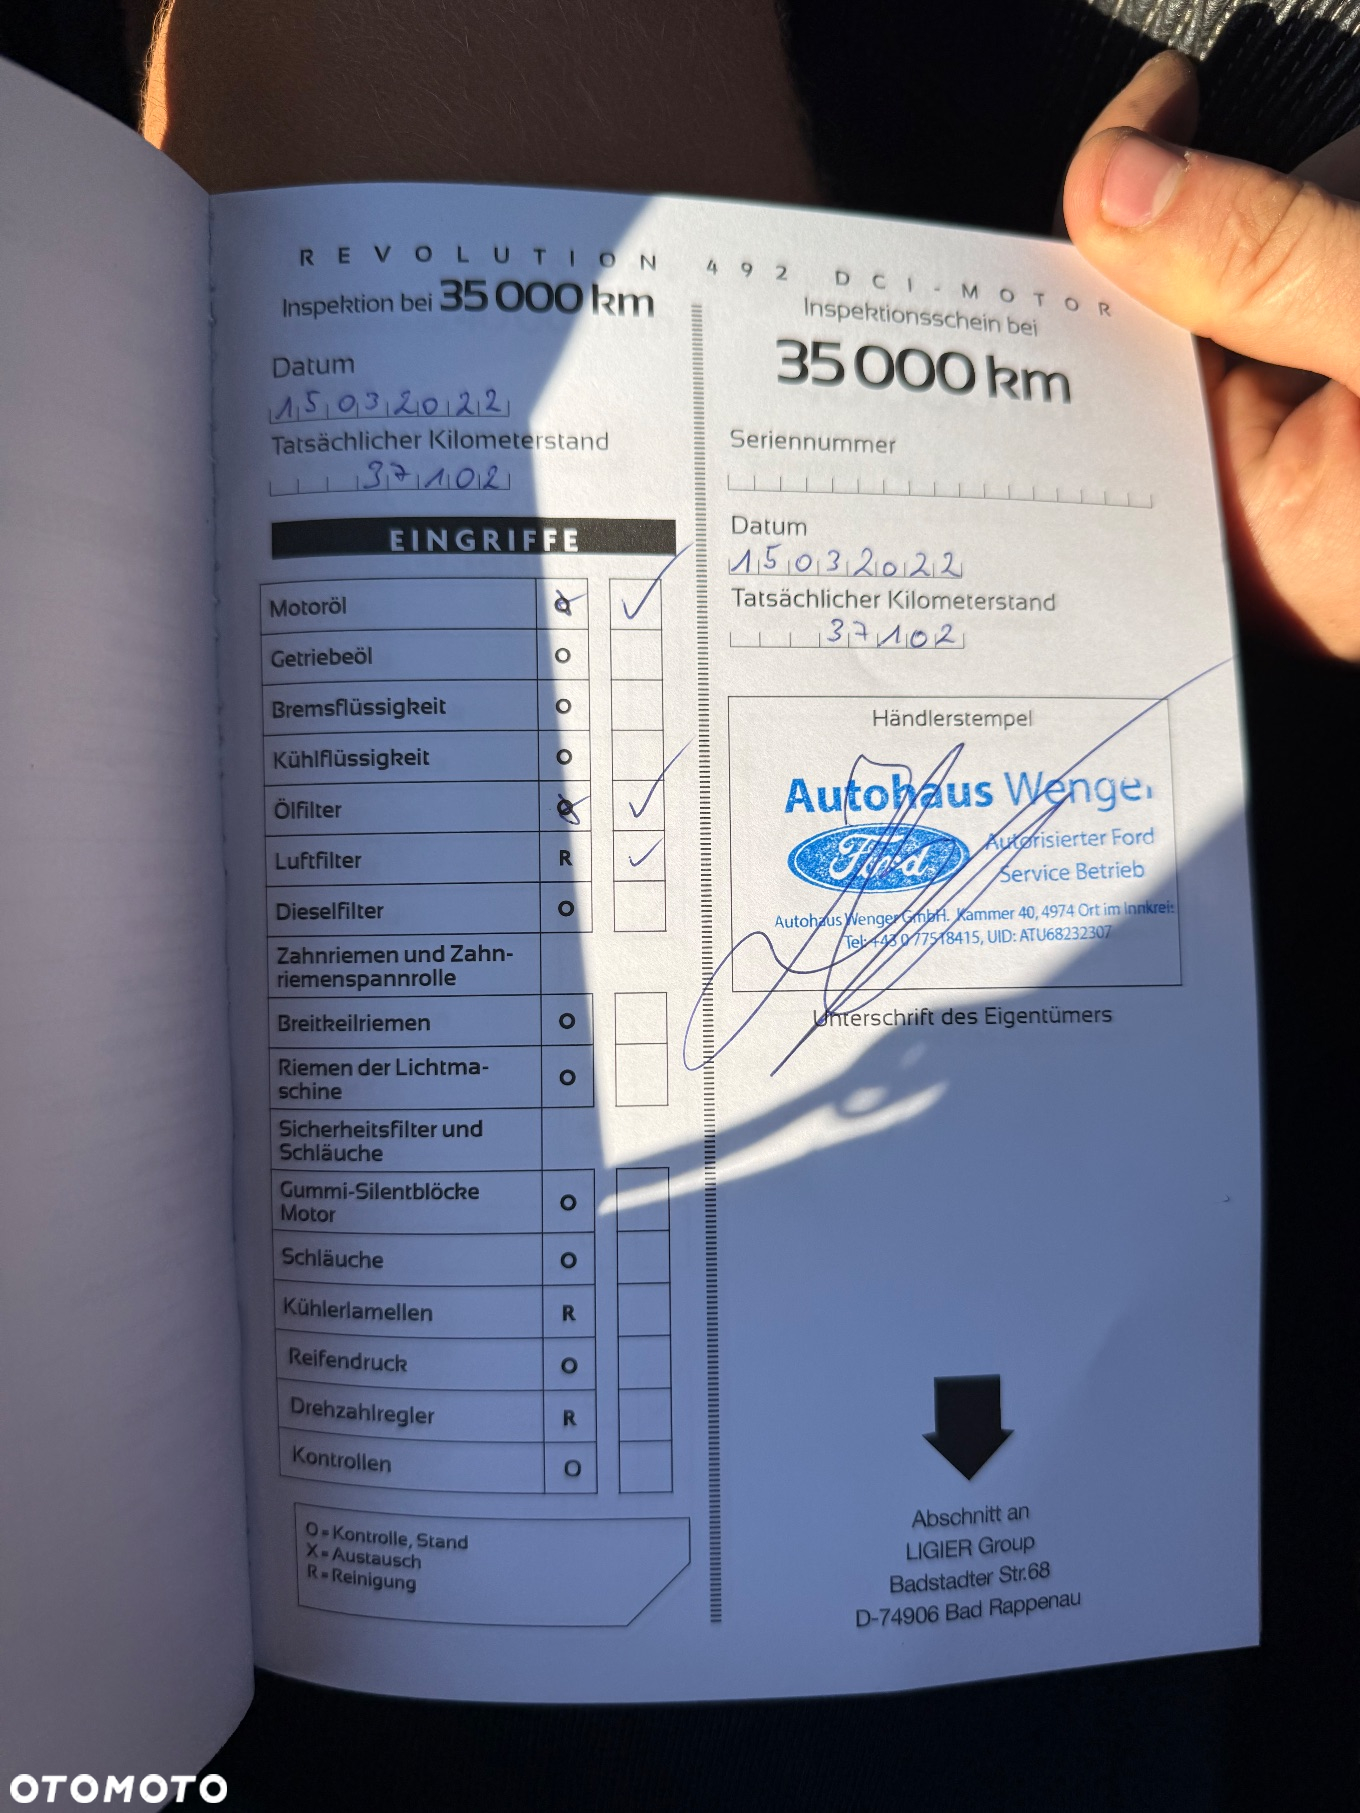 REVOLUTION 492 DCI-MOTOR
Inspektion bei 35 000 km
Datum
15032022
Tatsächlicher Kilometerstand
37102
EINGRIFFE
Motoröl O ✓
Getriebeöl O
Bremsflüssigkeit O
Kühlflüssigkeit O
Ölfilter O ✓
Luftfilter R ✓
Dieselfilter O
Zahnriemen und Zahn-
riemenspannrolle
Breitkeilriemen O
Riemen der Lichtma-
schine O
Sicherheitsfilter und
Schläuche
Gummi-Silentblöcke
Motor O
Schläuche O
Kühlerlamellen R
Reifendruck O
Drehzahlregler R
Kontrollen O
O = Kontrolle, Stand
X = Austausch
R = Reinigung
Inspektionsschein bei
35 000 km
Seriennummer
Datum
15032022
Tatsächlicher Kilometerstand
37102
Händlerstempel
Autohaus Wenger
Ford
Autorisierter Ford
Service Betrieb
Autohaus Wenger GmbH. Kammer 40, 4974 Ort im Innkreis
Tel: +43 0 77518415, UID: ATU68232307
Unterschrift des Eigentümers
Abschnitt an
LIGIER Group
Badstadter Str.68
D-74906 Bad Rappenau
OTOMOTO